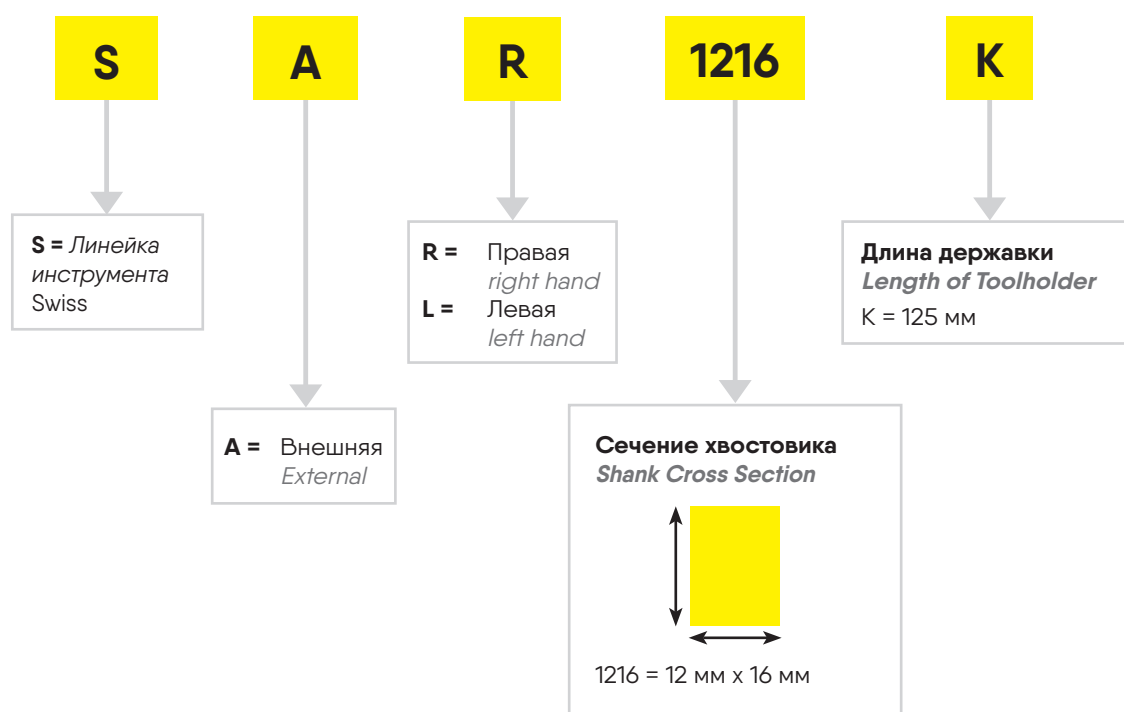 S
A
R
1216
K
S = Линейка
инструмента
Swiss
A = Внешняя
External
R = Правая
right hand
L = Левая
left hand
Сечение хвостовика
Shank Cross Section
1216 = 12 мм x 16 мм
Длина державки
Length of Toolholder
K = 125 мм